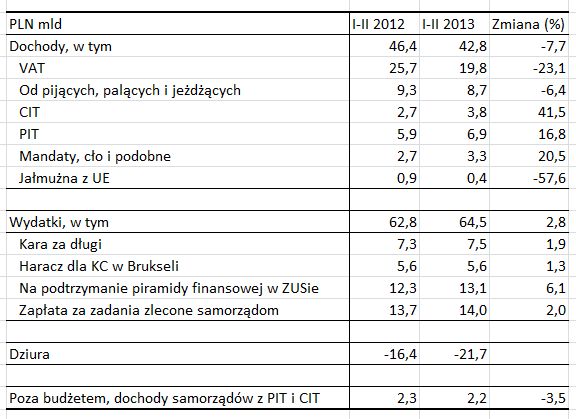 PLN mld I-II 2012 I-II 2013 Zmiana (%)
Dochody, w tym 46,4 42,8 -7,7
VAT 25,7 19,8 -23,1
Od pijących, palących i jeżdżących 9,3 8,7 -6,4
CIT 2,7 3,8 41,5
PIT 5,9 6,9 16,8
Mandaty, cło i podobne 2,7 3,3 20,5
Jałmużna z UE 0,9 0,4 -57,6
Wydatki, w tym 62,8 64,5 2,8
Kara za długi 7,3 7,5 1,9
Haracz dla KC w Brukseli 5,6 5,6 1,3
Na podtrzymanie piramidy finansowej w ZUSie 12,3 13,1 6,1
Zapłata za zadania zlecone samorządom 13,7 14,0 2,0
Dziura -16,4 -21,7
Poza budżetem, dochody samorządów z PIT i CIT 2,3 2,2 -3,5